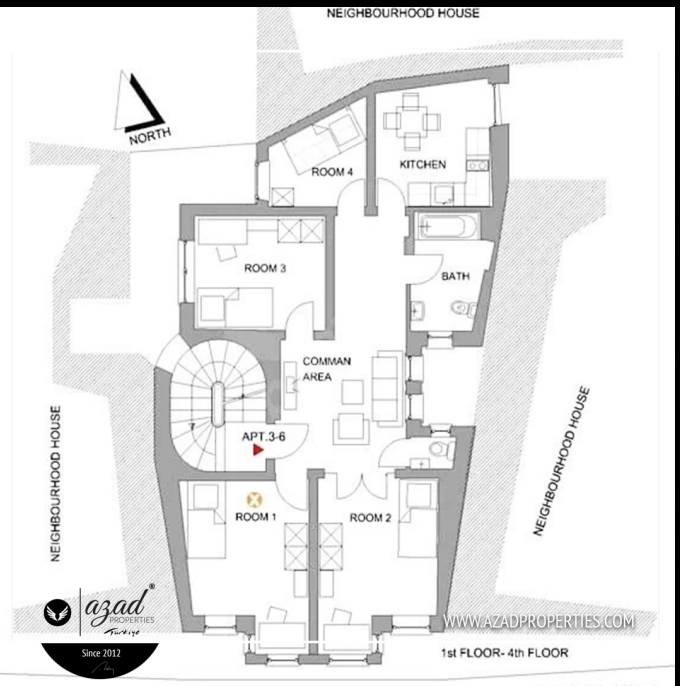 NEIGHBOURHOOD HOUSE
NORTH
ROOM 4
KITCHEN
ROOM 3
BATH
COMMAN
AREA
7
APT.3-6
NEIGHBOURHOOD HOUSE
NEIGHBOURHOOD HOUSE
ROOM 1
ROOM 2
azad®
PROPERTIES
Türkiye
Since 2012
WWW.AZADPROPERTIES.COM
1st FLOOR- 4th FLOOR